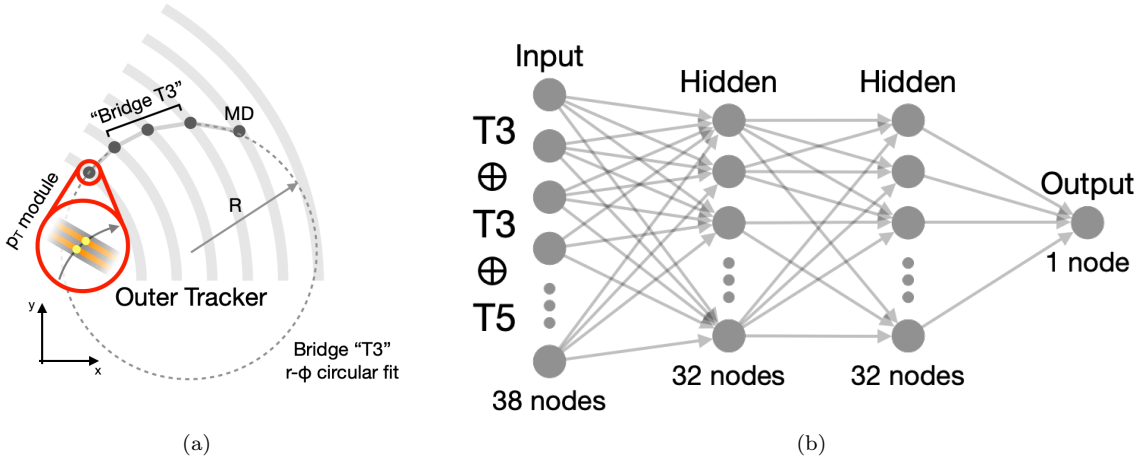 “Bridge T3”
MD
pT module
R
Outer Tracker
y
x
Bridge “T3”
r-ϕ circular fit
(a)
Input
Hidden
Hidden
Output
T3
⊕
T3
⊕
T5
1 node
38 nodes
32 nodes
32 nodes
(b)